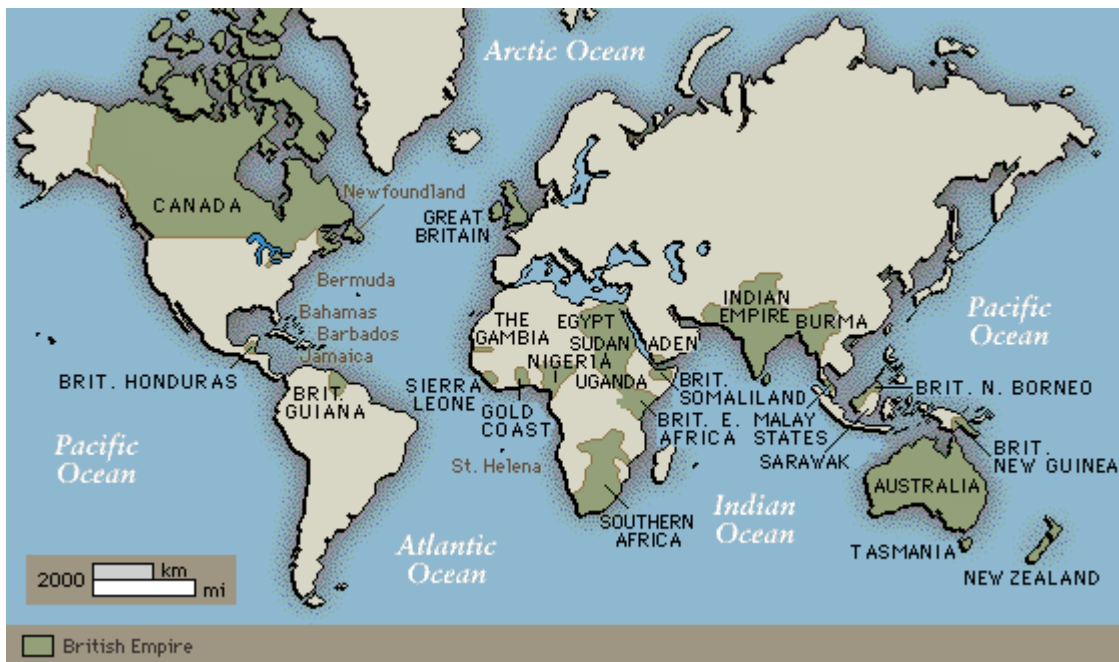 Arctic Ocean
Newfoundland
CANADA
GREAT
BRITAIN
Bermuda
Bahamas
Barbados
Jamaica
BRIT. HONDURAS
BRIT.
GUIANA
THE
GAMBIA
EGYPT
SUDAN
NIGERIA
UGANDA
ADEN
INDIAN
EMPIRE
BURMA
Pacific
Ocean
SIERRA
LEONE
GOLD
COAST
BRIT.
SOMALILAND
BRIT. E.
AFRICA
MALAY
STATES
SARAWAK
BRIT. N. BORNEO
BRIT.
NEW GUINEA
Pacific
Ocean
St. Helena
AUSTRALIA
Indian
Ocean
SOUTHERN
AFRICA
Atlantic
Ocean
TASMANIA
NEW ZEALAND
2000 km
mi
British Empire